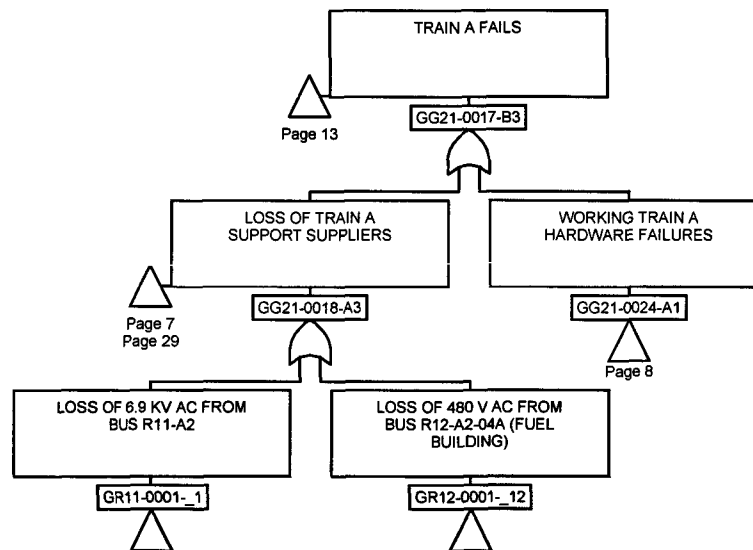 TRAIN A FAILS
Page 13
GG21-0017-B3
LOSS OF TRAIN A
SUPPORT SUPPLIERS
WORKING TRAIN A
HARDWARE FAILURES
Page 7
Page 29
GG21-0018-A3
GG21-0024-A1
Page 8
LOSS OF 6.9 KV AC FROM
BUS R11-A2
LOSS OF 480 V AC FROM
BUS R12-A2-04A (FUEL
BUILDING)
GR11-0001-_1
GR12-0001-_12